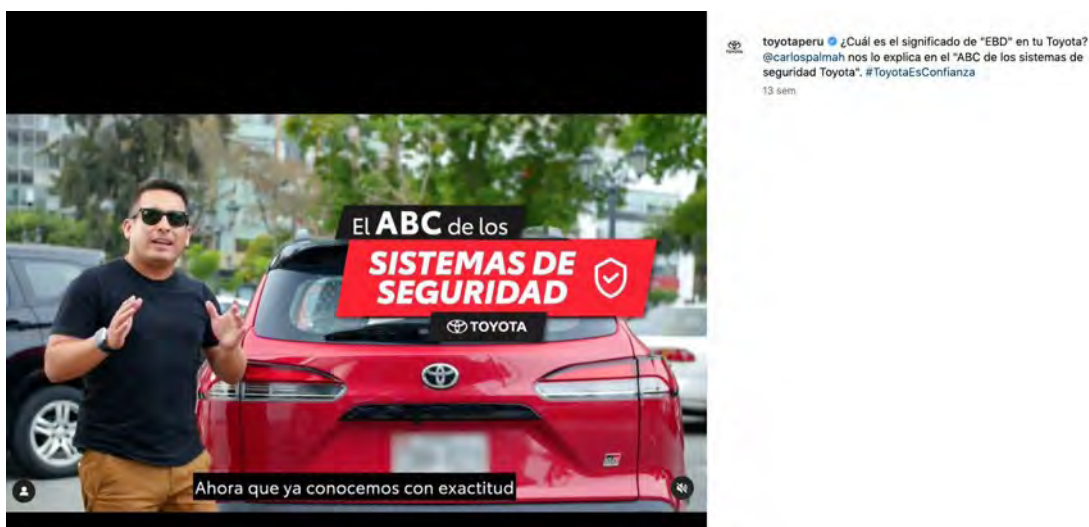 toyotaperu ¿Cuál es el significado de "EBD" en tu Toyota?
@carlospalmah nos lo explica en el "ABC de los sistemas de
seguridad Toyota". #ToyotaEsConfianza
13 sem
El ABC de los
SISTEMAS DE
SEGURIDAD
TOYOTA
Ahora que ya conocemos con exactitud